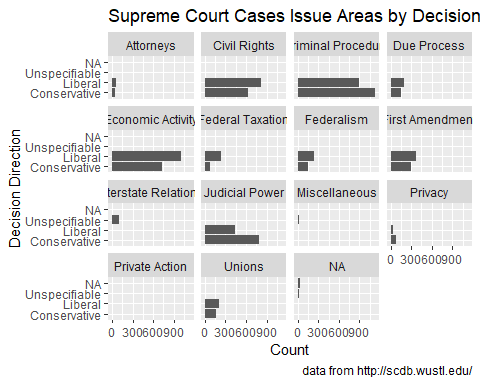 Supreme Court Cases Issue Areas by Decision
Attorneys Civil Rights riminal Procedu Due Process
NA
Unspecifiable
Liberal
Conservative
Economic Activity Federal Taxation Federalism First Amendmen
NA
Unspecifiable
Liberal
Conservative
terstate Relation Judicial Power Miscellaneous Privacy
NA
Unspecifiable
Liberal
Conservative
Private Action Unions NA
0 300600900
NA
Unspecifiable
Liberal
Conservative
0 300600900 0 300600900 0 300600900
Decision Direction
Count
data from http://scdb.wustl.edu/